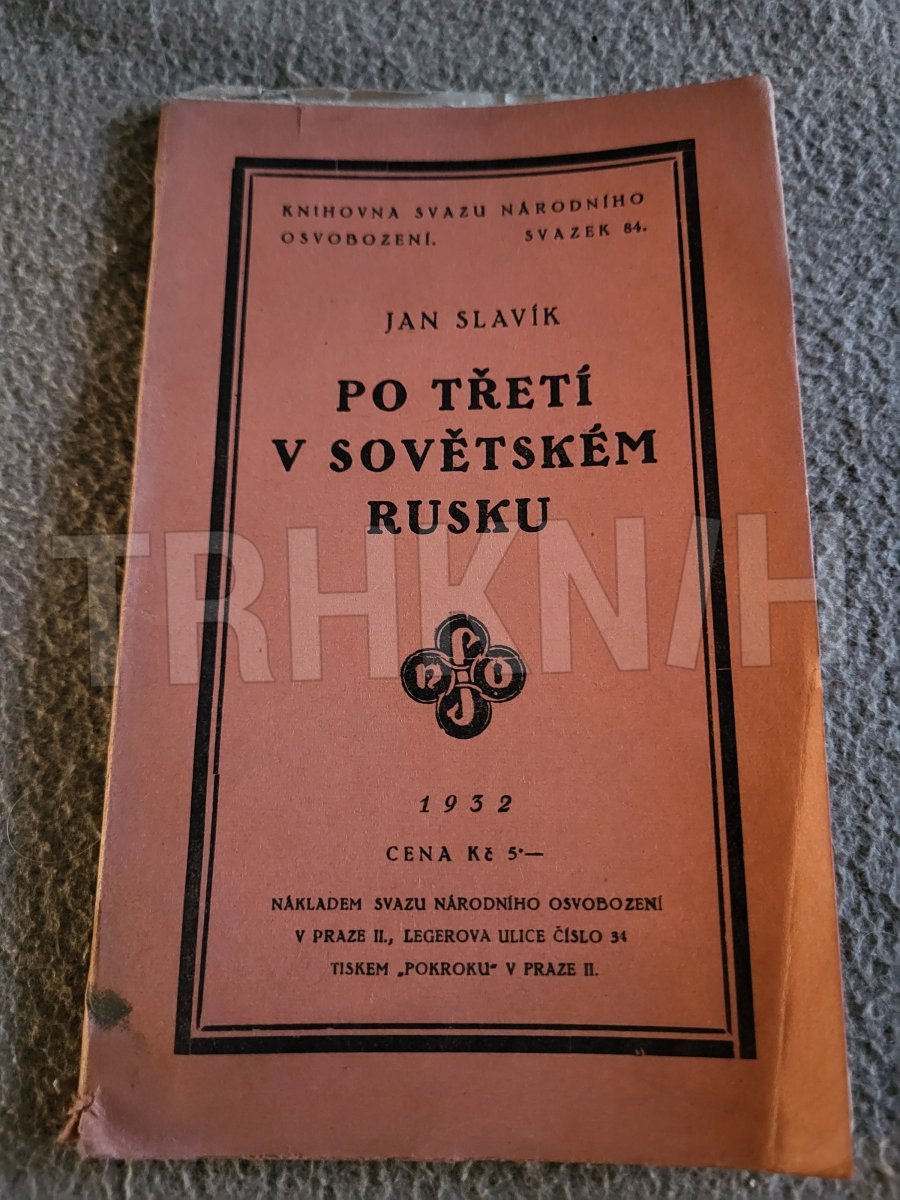 KNIHOVNA SVAZU NÁRODNÍHO
OSVOBOZENÍ. SVAZEK 84.
JAN SLAVÍK
PO TŘETÍ
V SOVĚTSKÉM
RUSKU
TRHKNIH
1932
CENA Kč 5·—
NÁKLADEM SVAZU NÁRODNÍHO OSVOBOZENÍ
V PRAZE II., LEGEROVA ULICE ČÍSLO 34
TISKEM „POKROKU“ V PRAZE II.